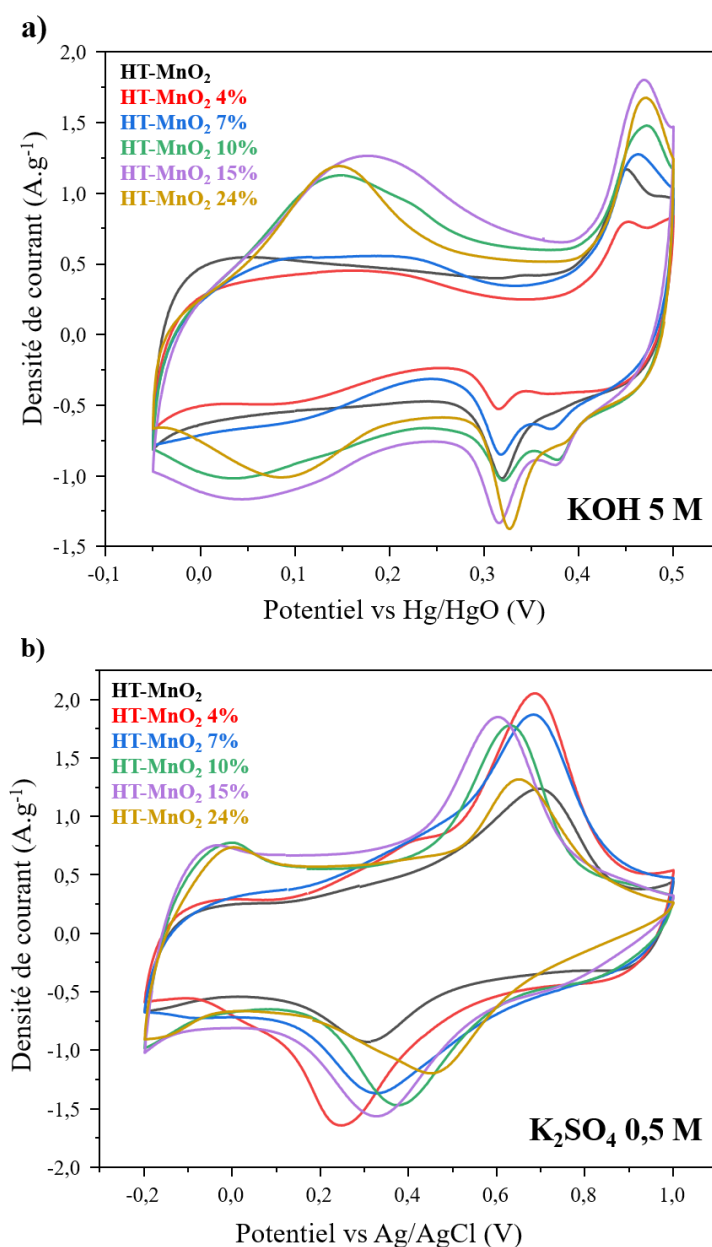 a)
2,0
1,5
1,0
0,5
0,0
-0,5
-1,0
-1,5
Densité de courant (A.g⁻¹)
HT-MnO₂
HT-MnO₂ 4%
HT-MnO₂ 7%
HT-MnO₂ 10%
HT-MnO₂ 15%
HT-MnO₂ 24%
KOH 5 M
-0,1 0,0 0,1 0,2 0,3 0,4 0,5
Potentiel vs Hg/HgO (V)
b)
2,0
1,5
1,0
0,5
0,0
-0,5
-1,0
-1,5
-2,0
Densité de courant (A.g⁻¹)
HT-MnO₂
HT-MnO₂ 4%
HT-MnO₂ 7%
HT-MnO₂ 10%
HT-MnO₂ 15%
HT-MnO₂ 24%
K₂SO₄ 0,5 M
-0,2 0,0 0,2 0,4 0,6 0,8 1,0
Potentiel vs Ag/AgCl (V)